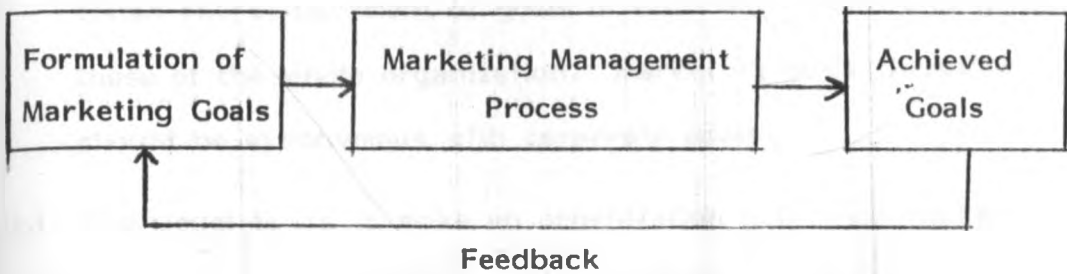 Formulation of
Marketing Goals
Marketing Management
Process
Achieved
Goals
Feedback